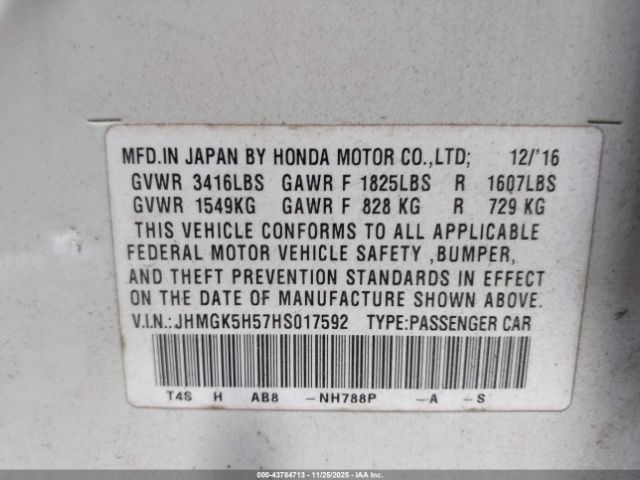 MFD.IN JAPAN BY HONDA MOTOR CO.,LTD; 12/'16
GVWR 3416LBS GAWR F 1825LBS R 1607LBS
GVWR 1549KG GAWR F 828 KG R 729 KG
THIS VEHICLE CONFORMS TO ALL APPLICABLE
FEDERAL MOTOR VEHICLE SAFETY ,BUMPER,
AND THEFT PREVENTION STANDARDS IN EFFECT
ON THE DATE OF MANUFACTURE SHOWN ABOVE.
V.I.N.:JHMGK5H57HS017592 TYPE:PASSENGER CAR
T4S H AB8 -NH788P -A -S
000-43784713 - 11/25/2025 - IAAHTTP